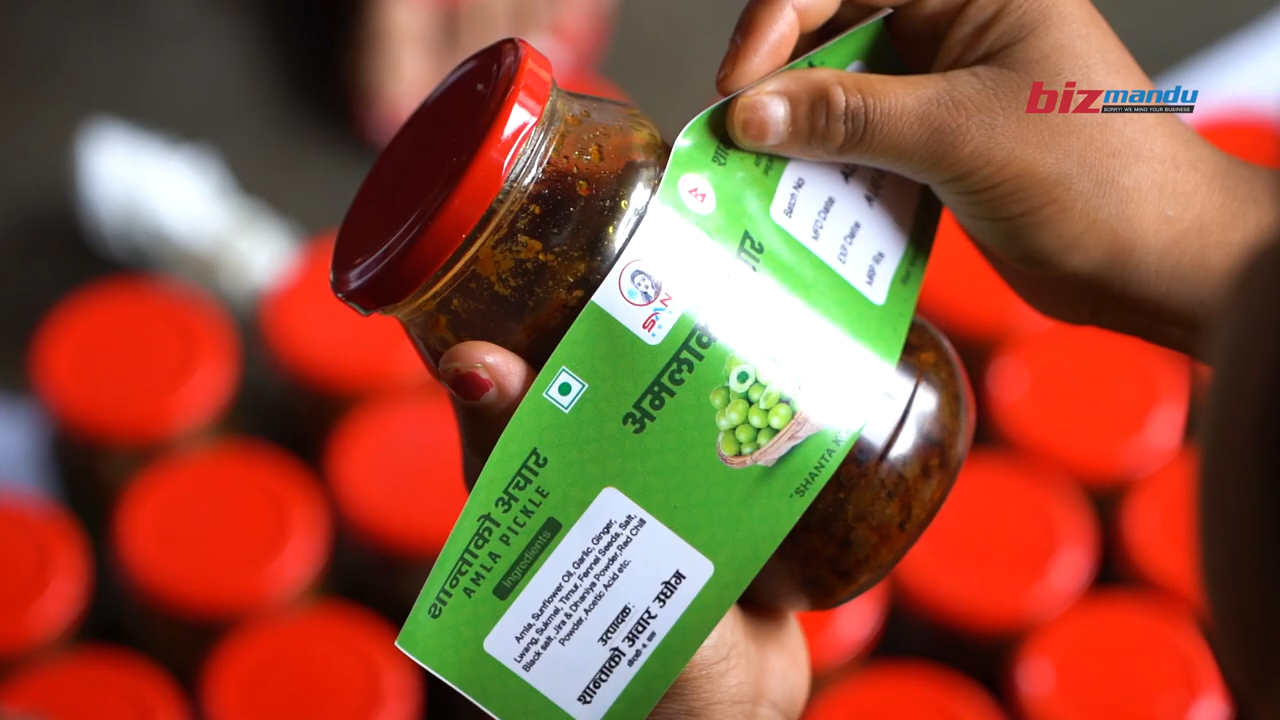 bizmandu
SORRY! WE MIND YOUR BUSINESS
Batch No
MFD Date
EXP Date
MRP Rs
शान्ताको अचार
AMLA PICKLE
Ingredients
Amla, Sunflower Oil, Garlic, Ginger,
Lwang, Sukmel, Timur, Fennel Seeds, Salt,
Black salt, Jira & Dhaniya Powder,Red Chill
Powder, Acetic Acid etc.
उत्पादक:
शान्ताको अचार उद्योग
"SHANTA